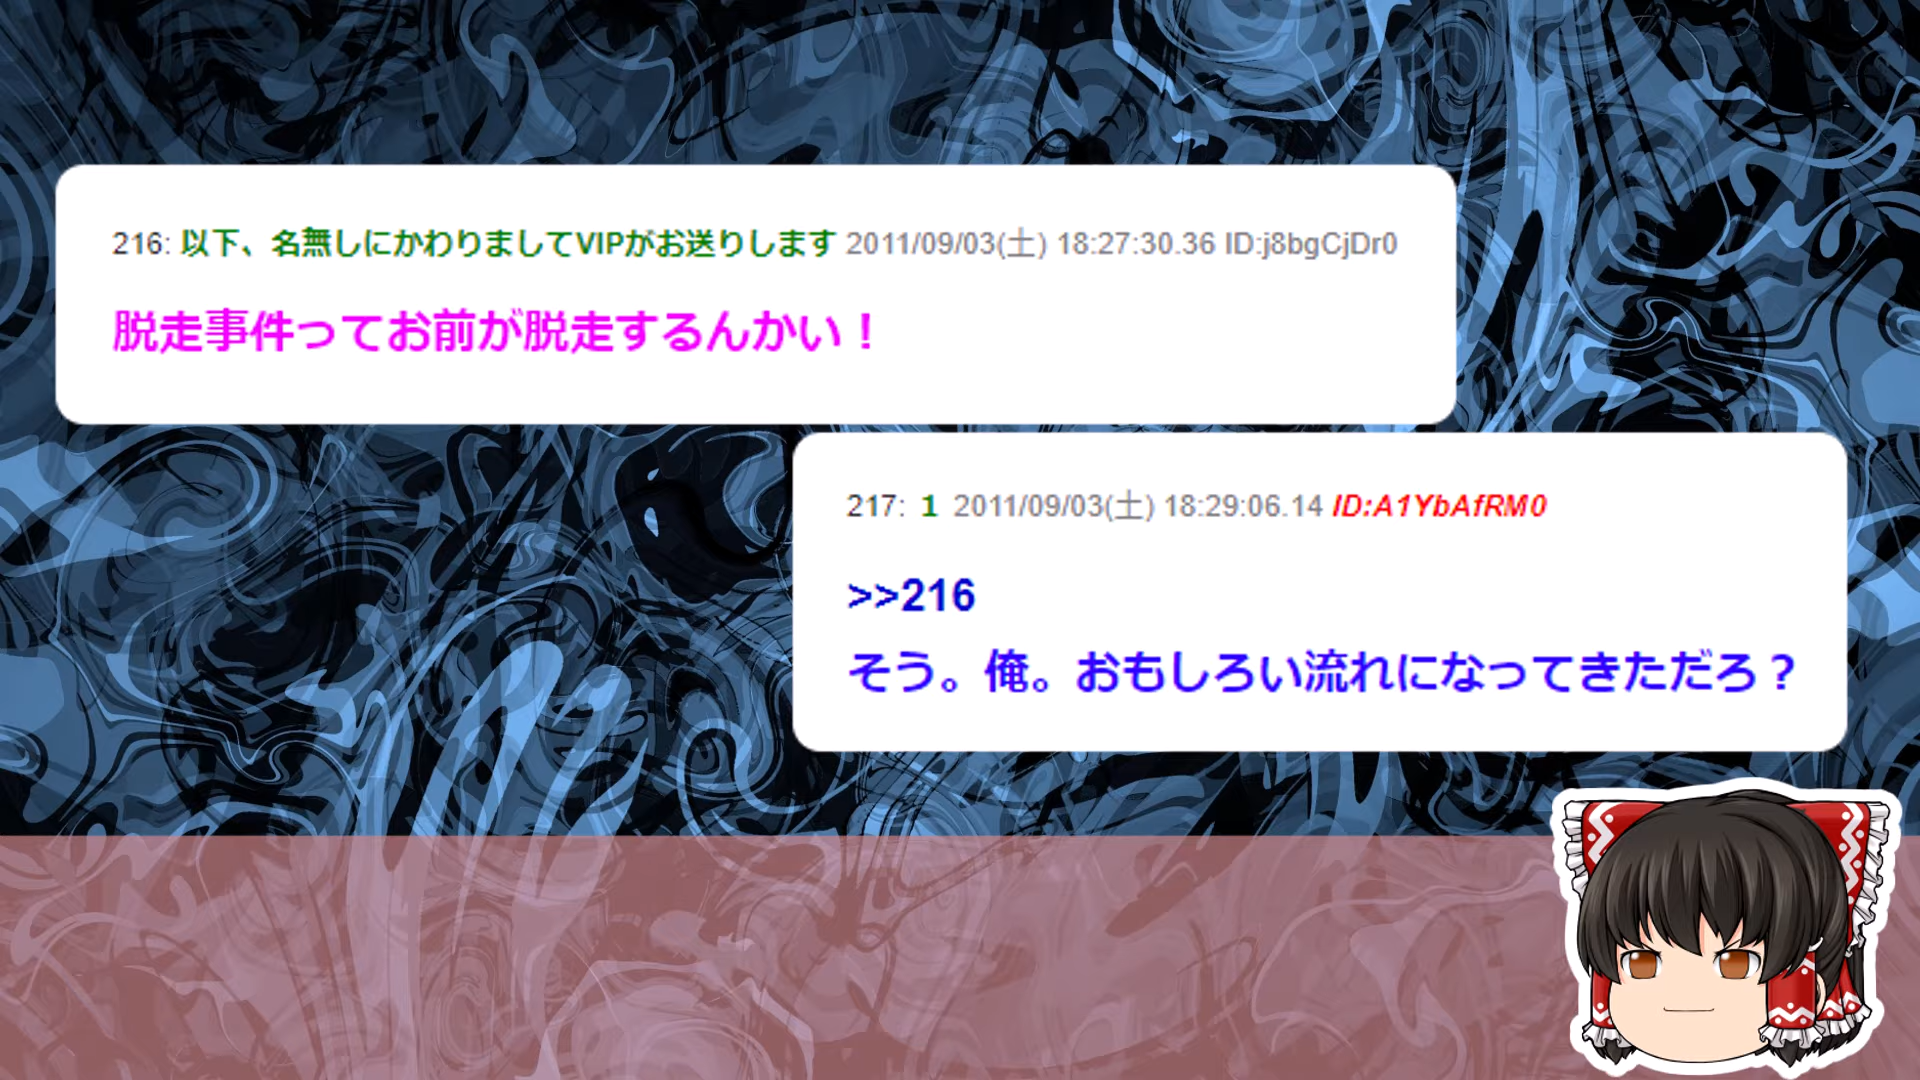 216: 以下、名無しにかわりましてVIPがお送りします 2011/09/03(土) 18:27:30.36 ID:j8bgCjDr0
脱走事件ってお前が脱走するんかい！
217: 1 2011/09/03(土) 18:29:06.14 ID:A1YbAfRM0
>>216
そう。俺。おもしろい流れになってきただろ？